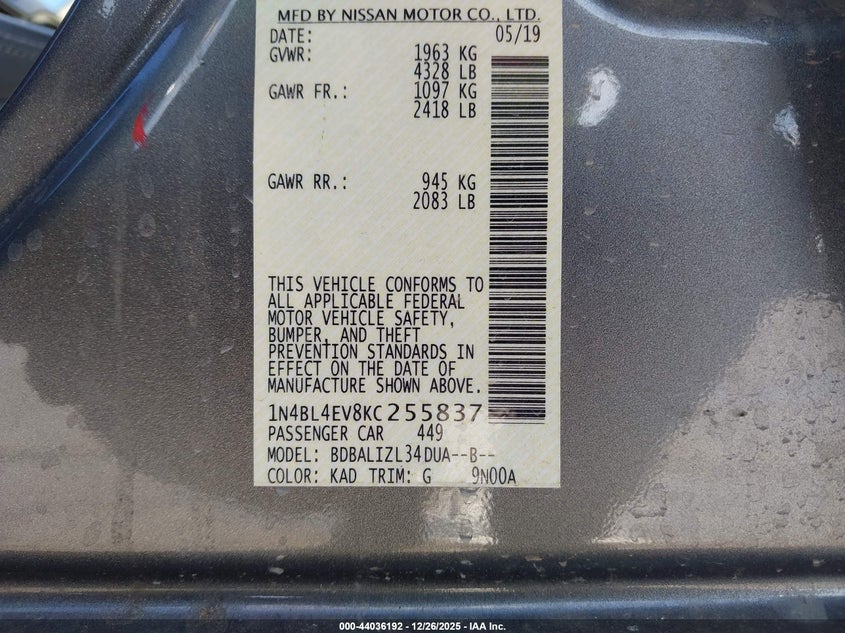 MFD BY NISSAN MOTOR CO., LTD.
DATE: 05/19
GVWR: 1963 KG
4328 LB
GAWR FR.: 1097 KG
2418 LB
GAWR RR.: 945 KG
2083 LB
THIS VEHICLE CONFORMS TO
ALL APPLICABLE FEDERAL
MOTOR VEHICLE SAFETY,
BUMPER, AND THEFT
PREVENTION STANDARDS IN
EFFECT ON THE DATE OF
MANUFACTURE SHOWN ABOVE.
1N4BL4EV8KC255837
PASSENGER CAR 449
MODEL: BDBALIZL34DUA--B--
COLOR: KAD TRIM: G 9N00A
000-44036192 - 12/26/2025 - IAA Inc.